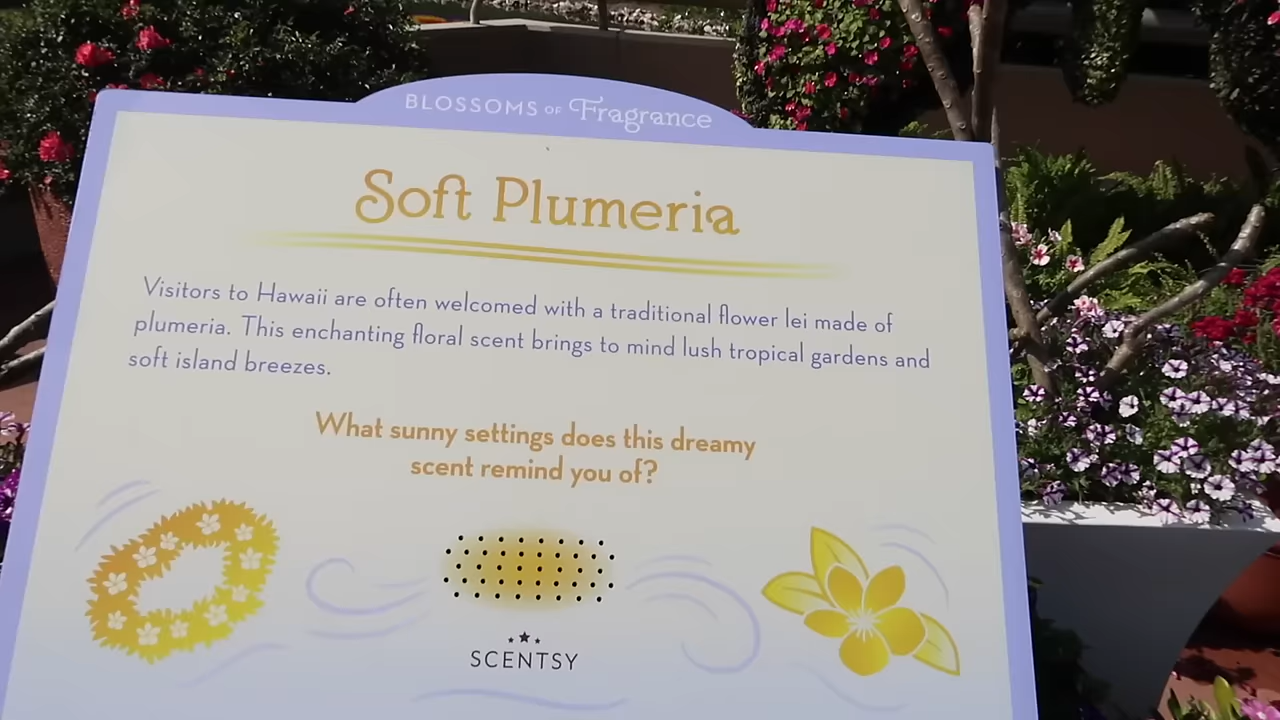 BLOSSOMS OF Fragrance
Soft Plumeria
Visitors to Hawaii are often welcomed with a traditional flower lei made of
plumeria. This enchanting floral scent brings to mind lush tropical gardens and
soft island breezes.
What sunny settings does this dreamy
scent remind you of?
SCENTSY